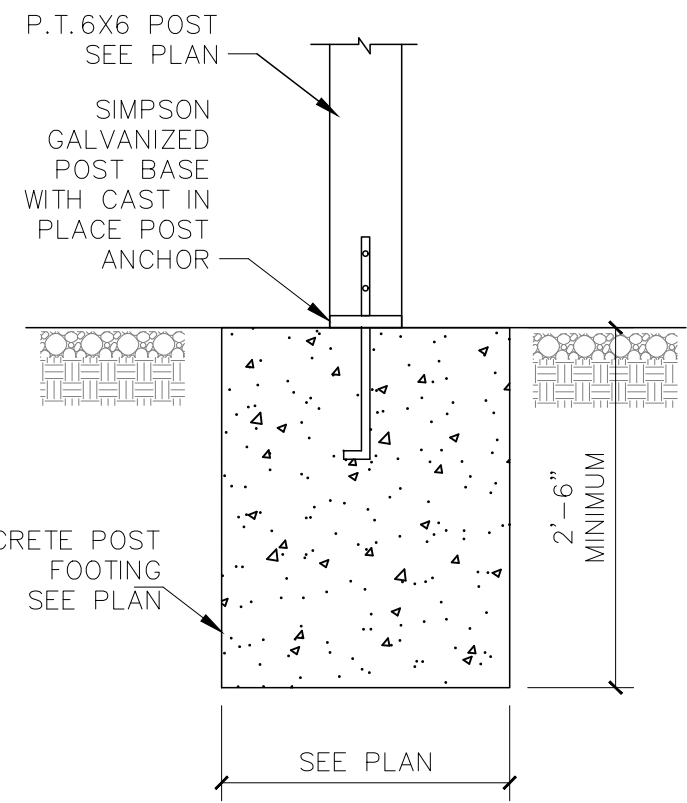 P.T.6X6 POST
SEE PLAN
SIMPSON
GALVANIZED
POST BASE
WITH CAST IN
PLACE POST
ANCHOR
CRETE POST
FOOTING
SEE PLAN
2'-6"
MINIMUM
SEE PLAN